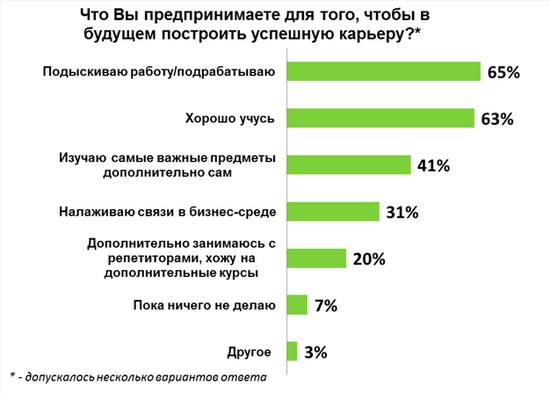 Что Вы предпринимаете для того, чтобы в
будущем построить успешную карьеру?*
Подыскиваю работу/подрабатываю
65%
Хорошо учусь
63%
Изучаю самые важные предметы
дополнительно сам
41%
Налаживаю связи в бизнес-среде
31%
Дополнительно занимаюсь с
репетиторами, хожу на
дополнительные курсы
20%
Пока ничего не делаю
7%
Другое
3%
* - допускалось несколько вариантов ответа